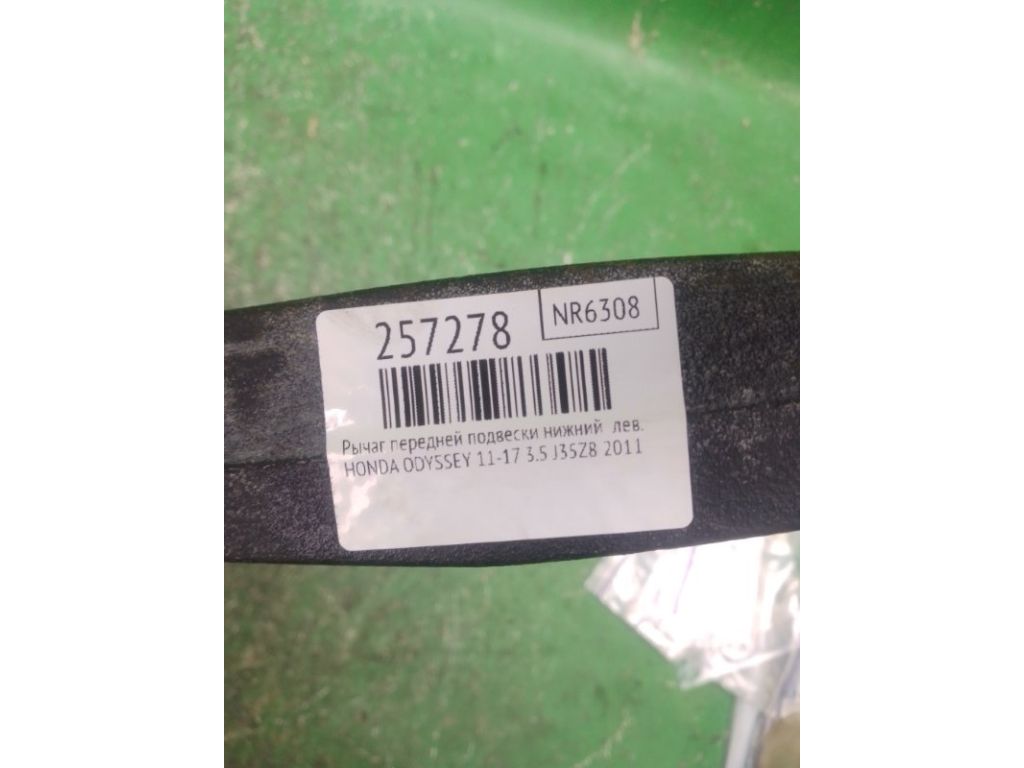 257278
NR6308
Рычаг передней подвески нижний лев.
HONDA ODYSSEY 11-17 3.5 J35Z8 2011